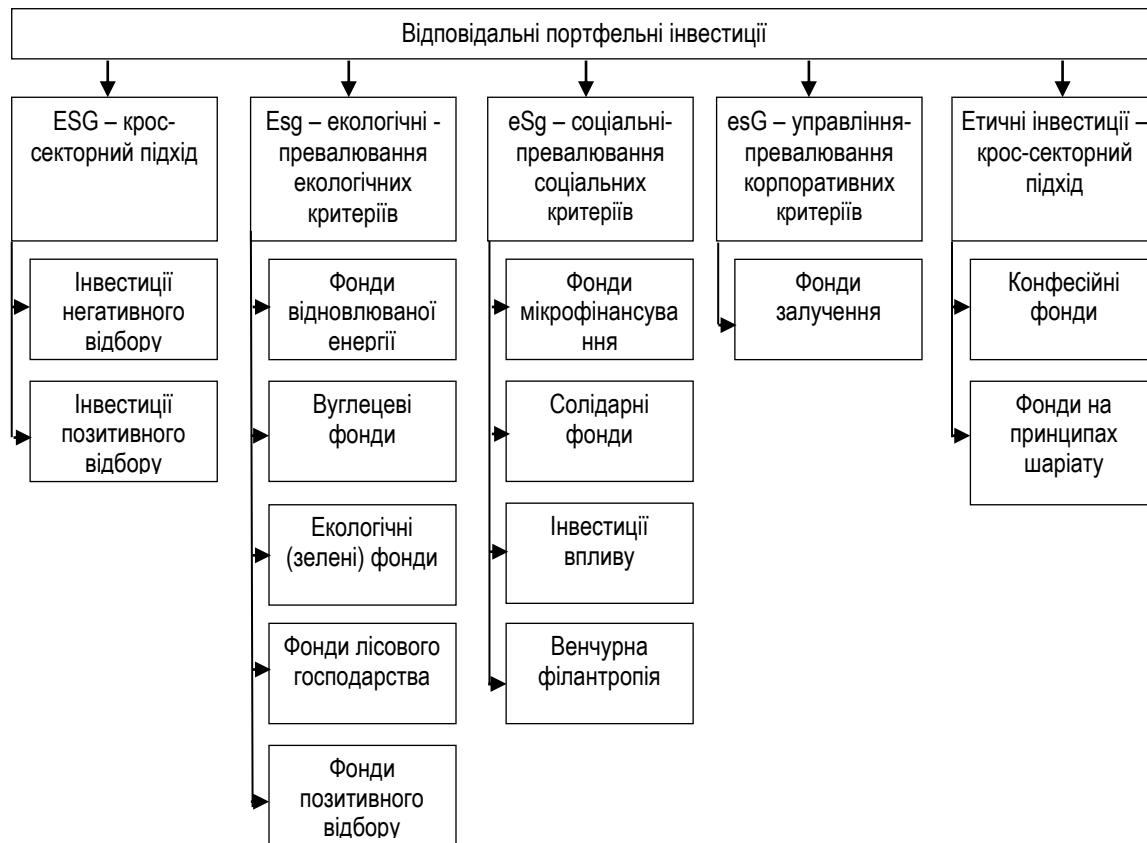 Відповідальні портфельні інвестиції
ESG – крос-
секторний підхід
Esg – екологічні -
превалювання
екологічних
критеріїв
eSg – соціальні-
превалювання
соціальних
критеріїв
esG – управління-
превалювання
корпоративних
критеріїв
Етичні інвестиції –
крос-секторний
підхід
Інвестиції
негативного
відбору
Інвестиції
позитивного
відбору
Фонди
відновлюваної
енергії
Вуглецеві
фонди
Екологічні
(зелені) фонди
Фонди лісового
господарства
Фонди
позитивного
відбору
Фонди
мікрофінансува
ння
Солідарні
фонди
Інвестиції
впливу
Венчурна
філантропія
Фонди
залучення
Конфесійні
фонди
Фонди на
принципах
шаріату